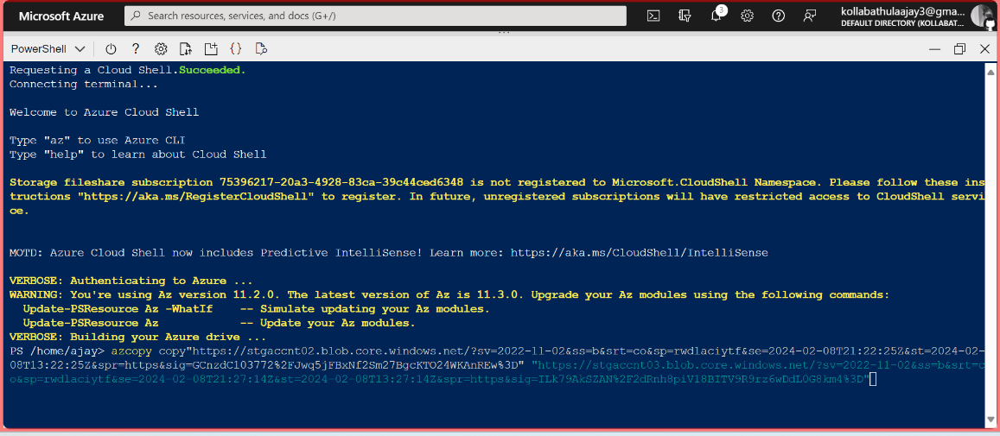 Microsoft Azure
Search resources, services, and docs (G+/)
3
kollabathulaajay3@gma...
DEFAULT DIRECTORY (KOLLABAT...
PowerShell
Requesting a Cloud Shell.Succeeded.
Connecting terminal...
Welcome to Azure Cloud Shell
Type "az" to use Azure CLI
Type "help" to learn about Cloud Shell
Storage fileshare subscription 75396217-20a3-4928-83ca-39c44ced6348 is not registered to Microsoft.CloudShell Namespace. Please follow these ins
tructions "https://aka.ms/RegisterCloudShell" to register. In future, unregistered subscriptions will have restricted access to CloudShell servi
ce.
MOTD: Azure Cloud Shell now includes Predictive IntelliSense! Learn more: https://aka.ms/CloudShell/IntelliSense
VERBOSE: Authenticating to Azure ...
WARNING: You're using Az version 11.2.0. The latest version of Az is 11.3.0. Upgrade your Az modules using the following commands:
Update-PSResource Az -WhatIf -- Simulate updating your Az modules.
Update-PSResource Az -- Update your Az modules.
VERBOSE: Building your Azure drive ...
PS /home/ajay> azcopy copy"https://stgaccnt02.blob.core.windows.net/?sv=2022-11-02&ss=b&srt=co&sp=rwdlaciytf&se=2024-02-08T21:22:25Z&st=2024-02-
08T13:22:25Z&spr=https&sig=GCnzdC103772%2FJwq5jFBxNf2Sm27BgcKTO24WKAnREw%3D" "https://stgaccnt03.blob.core.windows.net/?sv=2022-11-02&ss=b&srt=c
o&sp=rwdlaciytf&se=2024-02-08T21:27:14Z&st=2024-02-08T13:27:14Z&spr=https&sig=ILk79AkSZAN%2F2dRnh8piV18BITV9R9rz6wDdL0G8km4%3D"